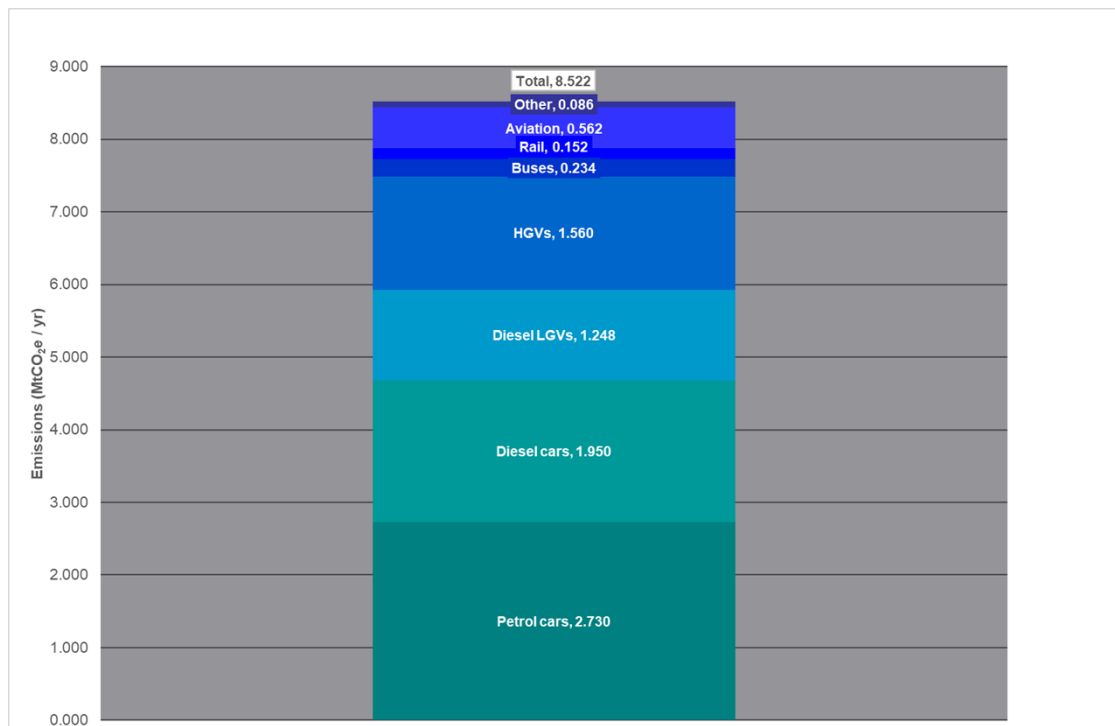 9.000
8.000
7.000
6.000
5.000
4.000
3.000
2.000
1.000
0.000
Emissions (MtCO₂e / yr)
Total, 8.522
Other, 0.086
Aviation, 0.562
Rail, 0.152
Buses, 0.234
HGVs, 1.560
Diesel LGVs, 1.248
Diesel cars, 1.950
Petrol cars, 2.730